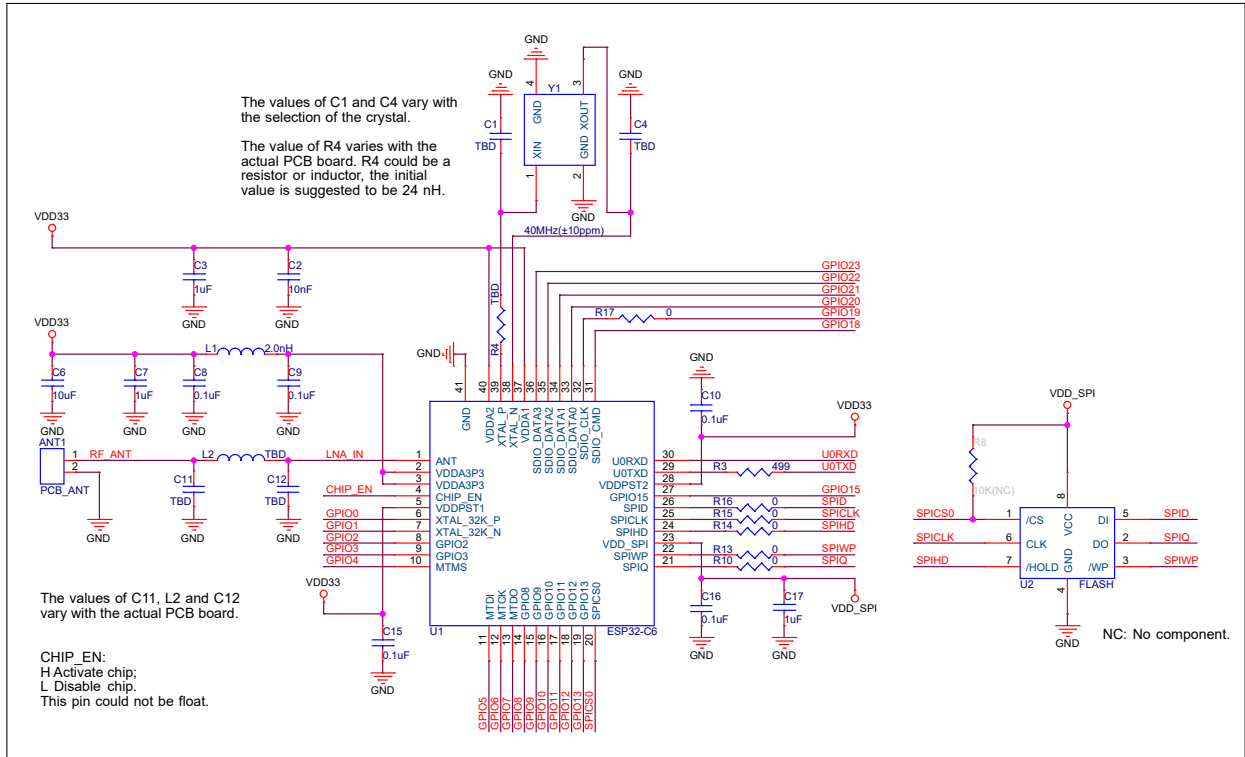 GND
GND
GND
4
3
Y1
GND
XOUT
XIN
GND
1
2
GND
C1
TBD
C4
TBD
The values of C1 and C4 vary with
the selection of the crystal.
The value of R4 varies with the
actual PCB board. R4 could be a
resistor or inductor, the initial
value is suggested to be 24 nH.
40MHz(±10ppm)
VDD33
C3
1uF
GND
C2
10nF
GND
TBD
R4
GPIO23
GPIO22
GPIO21
GPIO20
R17
0
GPIO19
GPIO18
VDD33
L1
2.0nH
C6
10uF
GND
C7
1uF
GND
C8
0.1uF
GND
C9
0.1uF
GND
GND
41
40
39
38
37
36
35
34
33
32
31
GND
VDDA2
XTAL_P
XTAL_N
VDDA1
SDIO_DATA3
SDIO_DATA2
SDIO_DATA1
SDIO_DATA0
SDIO_CLK
SDIO_CMD
GND
C10
0.1uF
VDD33
ANT1
1
2
PCB_ANT
RF_ANT
L2
TBD
LNA_IN
C11
TBD
C12
TBD
GND
GND
GND
CHIP_EN
GPIO0
GPIO1
GPIO2
GPIO3
GPIO4
1 ANT
2 VDDA3P3
3 VDDA3P3
4 CHIP_EN
5 VDDPST1
6 XTAL_32K_P
7 XTAL_32K_N
8 GPIO2
9 GPIO3
10 MTMS
U0RXD 30 U0RXD
U0TXD 29 R3 499 U0TXD
VDDPST2 28
GPIO15 27 GPIO15
SPID 26 R16 0 SPID
SPICLK 25 R15 0 SPICLK
SPIHD 24 R14 0 SPIHD
VDD_SPI 23
SPIWP 22 R13 0 SPIWP
SPIQ 21 R10 0 SPIQ
C16
0.1uF
GND
C17
1uF
GND
VDD_SPI
VDD33
C15
0.1uF
GND
MTDI
MTCK
MTDO
GPIO8
GPIO9
GPIO10
GPIO11
GPIO12
GPIO13
SPICS0
U1
ESP32-C6
11
12
13
14
15
16
17
18
19
20
GPIO5
GPIO6
GPIO7
GPIO8
GPIO9
GPIO10
GPIO11
GPIO12
GPIO13
SPICS0
The values of C11, L2 and C12
vary with the actual PCB board.
CHIP_EN:
H Activate chip;
L Disable chip.
This pin could not be float.
VDD_SPI
R8
10K(NC)
8
VCC
SPICS0 1 /CS DI 5 SPID
SPICLK 6 CLK DO 2 SPIQ
SPIHD 7 /HOLD /WP 3 SPIWP
GND
U2
FLASH
4
GND
NC: No component.